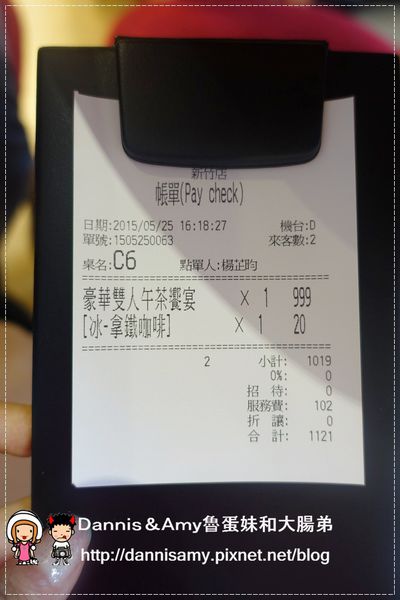 新竹店
帳單(Pay check)
日期:2015/05/25 16:18:27 機台:D
單號:1505250063 來客數:2
桌名:C6 點單人:楊芷昀
豪華雙人午茶饗宴 X 1 999
[冰-拿鐵咖啡] X 1 20
2 小計: 1019
0%: 0
招 待: 0
服務費: 102
折 讓: 0
合 計: 1121
Dannis&Amy魯蛋妹和大腸弟
http://dannisamy.pixnet.net/blog